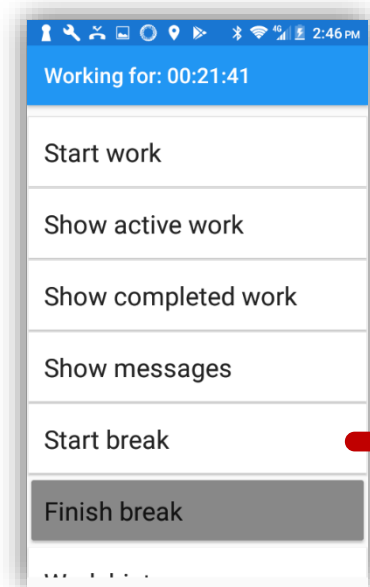 4G 2:46 PM
Working for: 00:21:41
Start work
Show active work
Show completed work
Show messages
Start break
Finish break